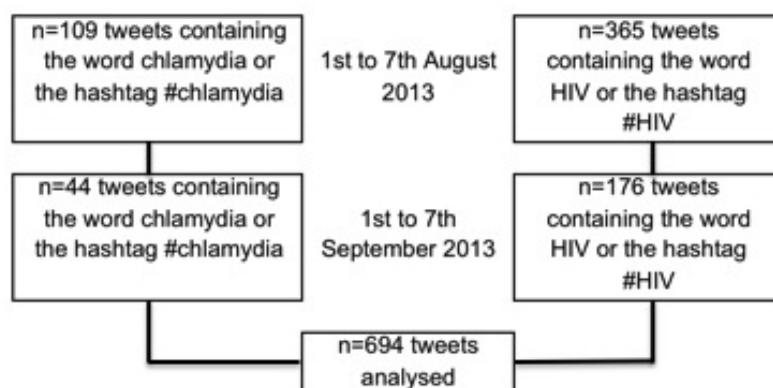 n=109 tweets containing
the word chlamydia or
the hashtag #chlamydia
1st to 7th August
2013
n=365 tweets
containing the word
HIV or the hashtag
#HIV
n=44 tweets containing
the word chlamydia or
the hashtag #chlamydia
1st to 7th
September 2013
n=176 tweets
containing the word
HIV or the hashtag
#HIV
n=694 tweets
analysed